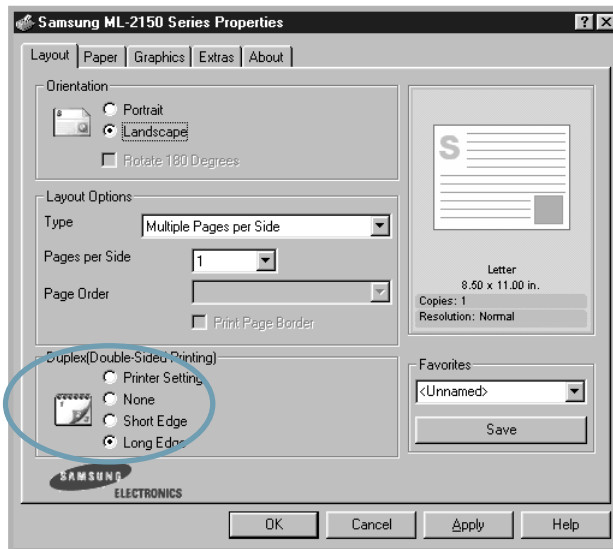 Samsung ML-2150 Series Properties
Layout Paper Graphics Extras About
Orientation
Portrait
Landscape
Rotate 180 Degrees
Layout Options
Type Multiple Pages per Side
Pages per Side 1
Page Order
Print Page Border
Duplex(Double-Sided Printing)
Printer Setting
None
Short Edge
Long Edge
SAMSUNG
ELECTRONICS
S
Letter
8.50 x 11.00 in.
Copies: 1
Resolution: Normal
Favorites
<Unnamed>
Save
OK Cancel Apply Help